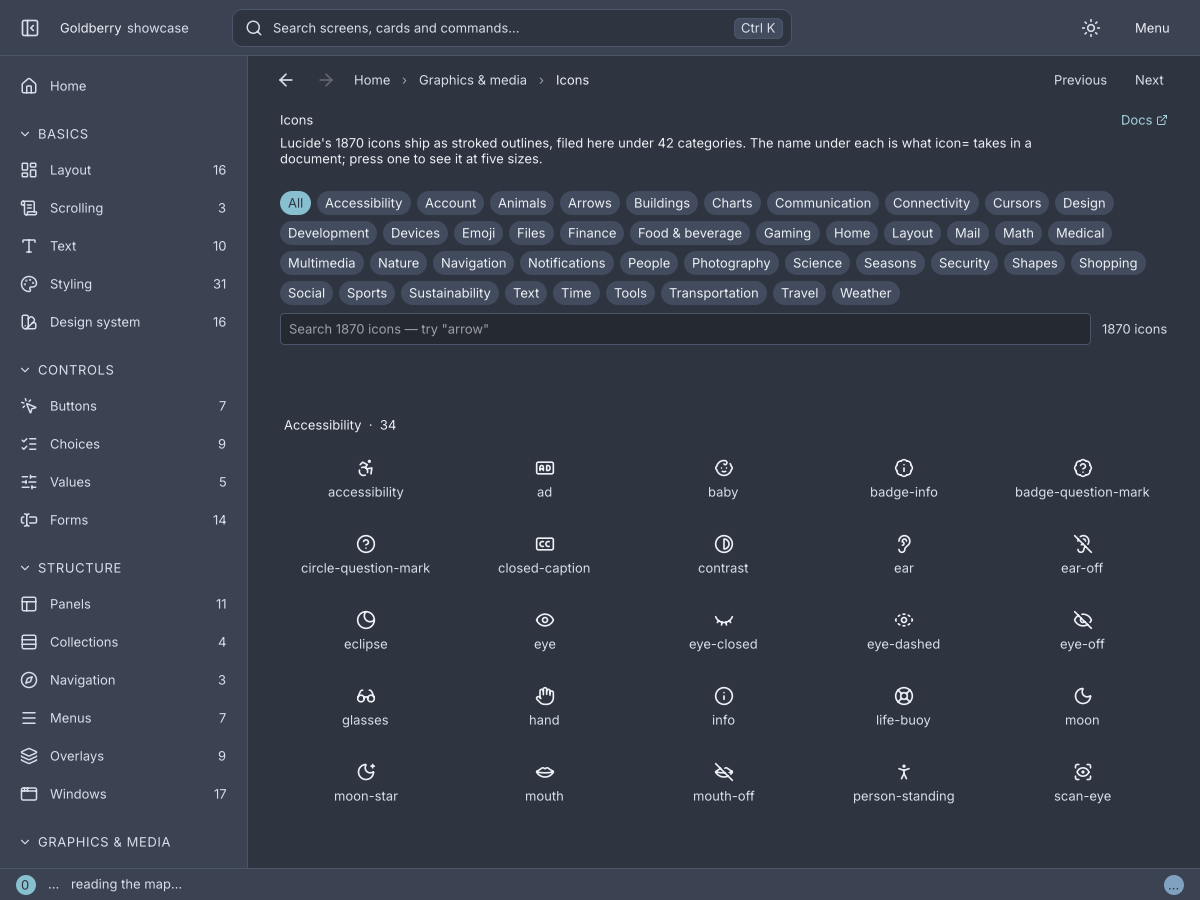 Goldberry showcase
Search screens, cards and commands...
Ctrl K
Menu
Home
BASICS
Layout 16
Scrolling 3
Text 10
Styling 31
Design system 16
CONTROLS
Buttons 7
Choices 9
Values 5
Forms 14
STRUCTURE
Panels 11
Collections 4
Navigation 3
Menus 7
Overlays 9
Windows 17
GRAPHICS & MEDIA
Home › Graphics & media › Icons
Previous Next
Icons
Docs
Lucide's 1870 icons ship as stroked outlines, filed here under 42 categories. The name under each is what icon= takes in a
document; press one to see it at five sizes.
All Accessibility Account Animals Arrows Buildings Charts Communication Connectivity Cursors Design
Development Devices Emoji Files Finance Food & beverage Gaming Home Layout Mail Math Medical
Multimedia Nature Navigation Notifications People Photography Science Seasons Security Shapes Shopping
Social Sports Sustainability Text Time Tools Transportation Travel Weather
Search 1870 icons — try "arrow"
1870 icons
Accessibility · 34
accessibility ad baby badge-info badge-question-mark
circle-question-mark closed-caption contrast ear ear-off
eclipse eye eye-closed eye-dashed eye-off
glasses hand info life-buoy moon
moon-star mouth mouth-off person-standing scan-eye
0 ... reading the map...
...